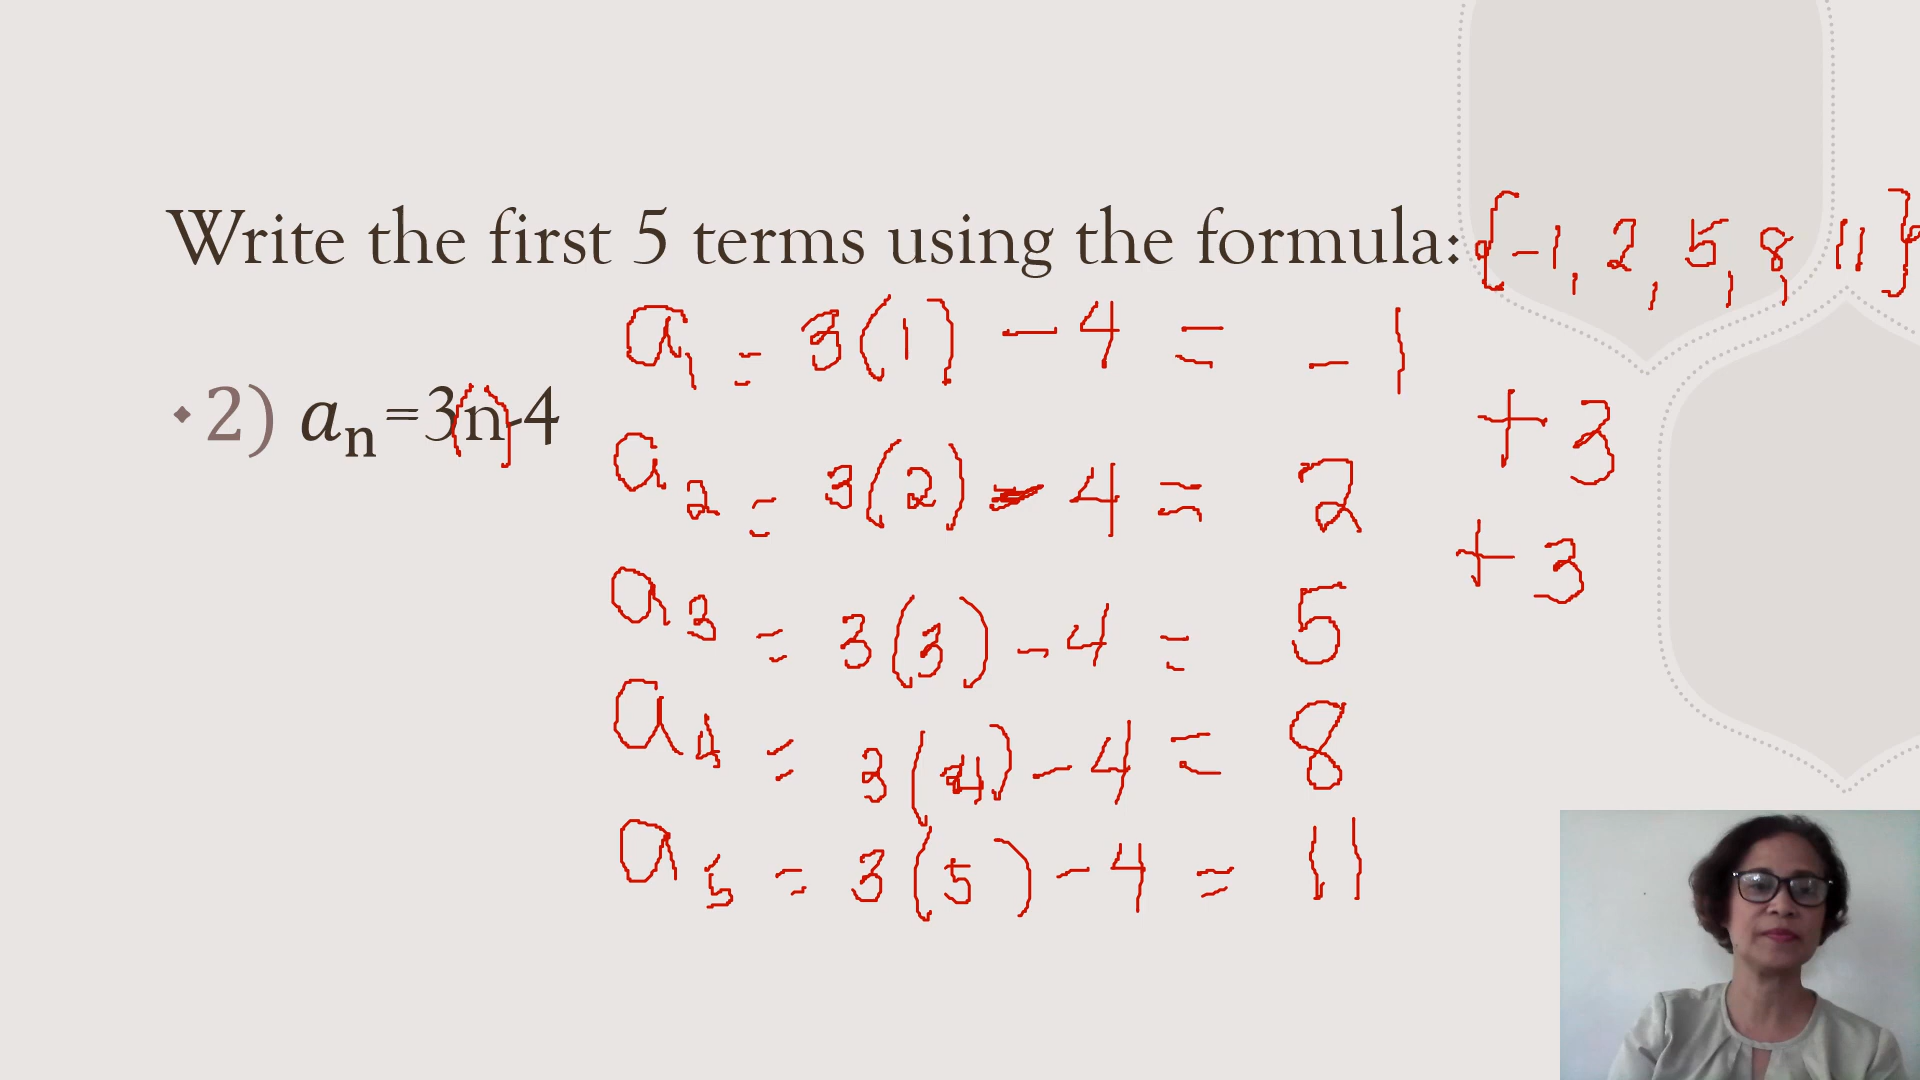 Write the first 5 terms using the formula: {-1, 2, 5, 8, 11}
2) aₙ=3(n)-4
a₁ = 3(1) - 4 = -1
+3
a₂ = 3(2) - 4 = 2
+3
a₃ = 3(3) - 4 = 5
a₄ = 3(4) - 4 = 8
a₅ = 3(5) - 4 = 11